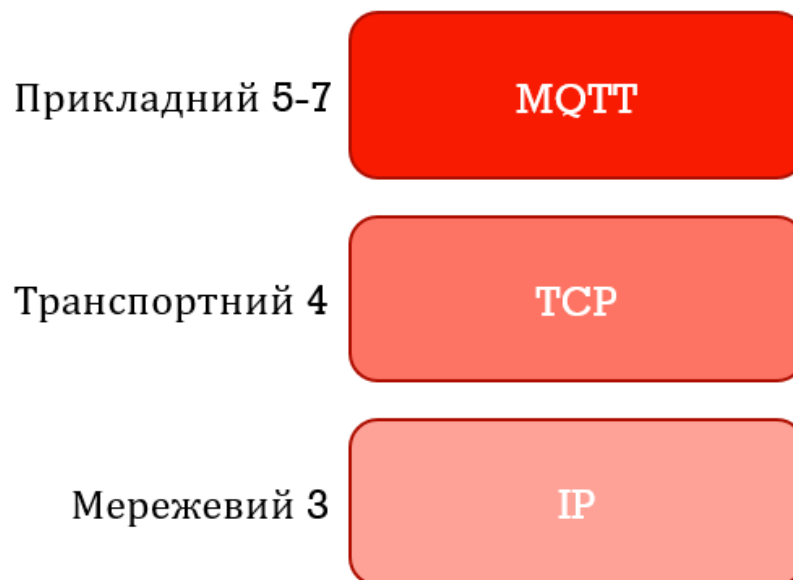 Прикладний 5-7
MQTT
Транспортний 4
TCP
Мережевий 3
IP